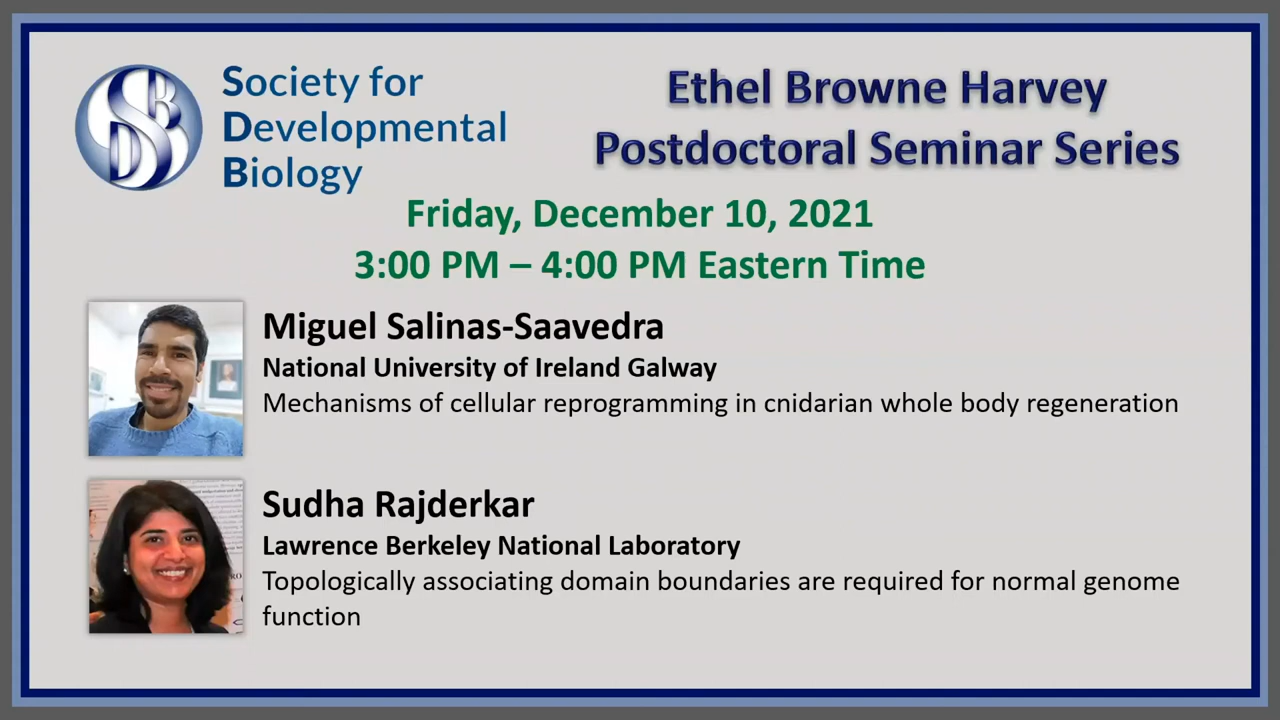 SDB
Society for
Developmental
Biology
Ethel Browne Harvey
Postdoctoral Seminar Series
Friday, December 10, 2021
3:00 PM – 4:00 PM Eastern Time
Miguel Salinas-Saavedra
National University of Ireland Galway
Mechanisms of cellular reprogramming in cnidarian whole body regeneration
Sudha Rajderkar
Lawrence Berkeley National Laboratory
Topologically associating domain boundaries are required for normal genome
function